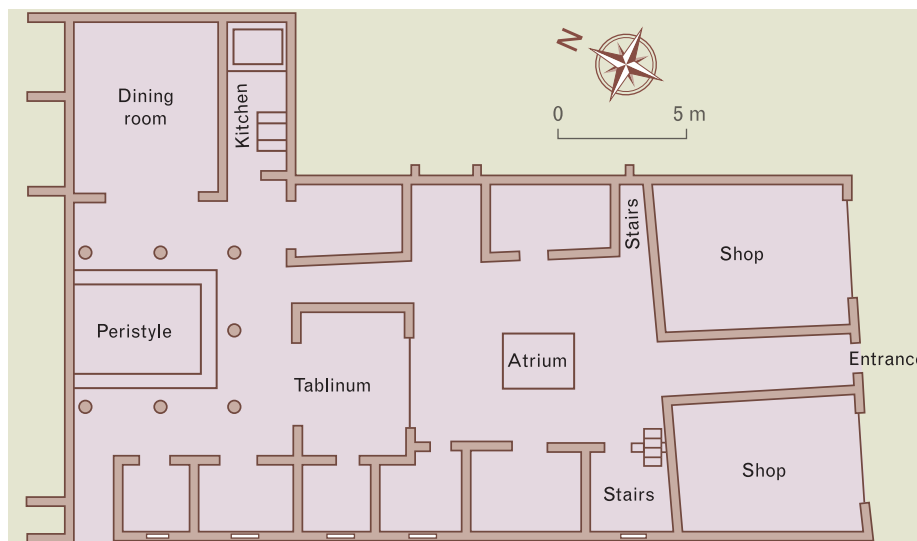 N
0 5 m
Dining
room
Kitchen
Stairs
Shop
Peristyle
Atrium
Entrance
Tablinum
Shop
Stairs